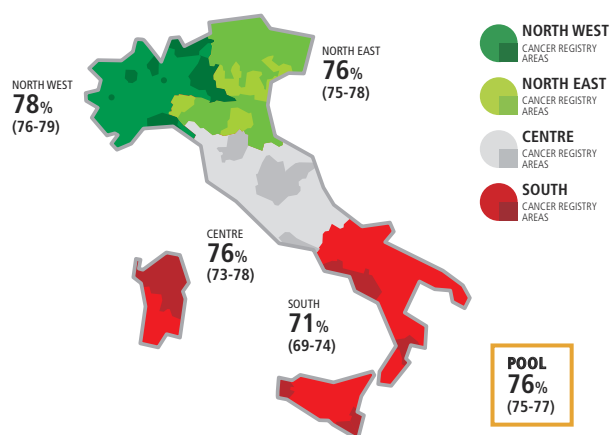 NORTH WEST
78%
(76-79)
NORTH EAST
76%
(75-78)
CENTRE
76%
(73-78)
SOUTH
71%
(69-74)
NORTH WEST
CANCER REGISTRY
AREAS
NORTH EAST
CANCER REGISTRY
AREAS
CENTRE
CANCER REGISTRY
AREAS
SOUTH
CANCER REGISTRY
AREAS
POOL
76%
(75-77)